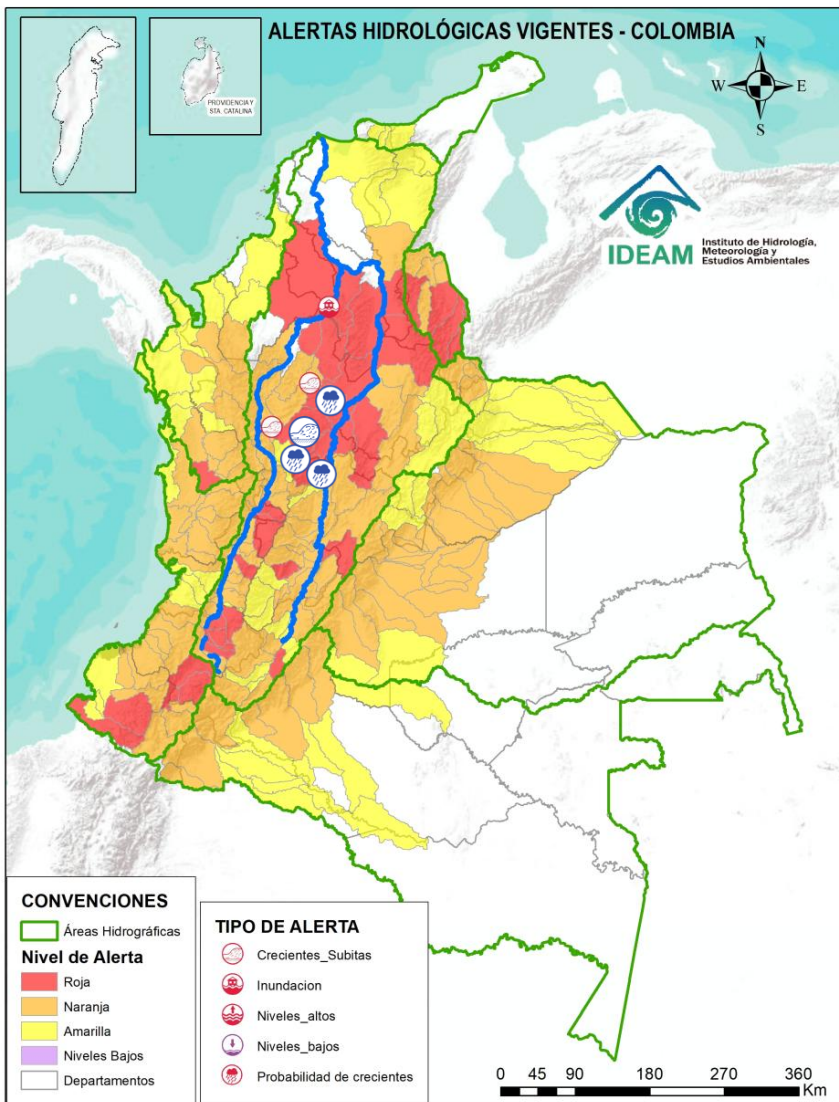 ALERTAS HIDROLÓGICAS VIGENTES - COLOMBIA
PROVIDENCIA Y
STA. CATALINA
N
W E
S
IDEAM
Instituto de Hidrología,
Meteorología y
Estudios Ambientales
CONVENCIONES
Áreas Hidrográficas
Nivel de Alerta
Roja
Naranja
Amarilla
Niveles Bajos
Departamentos
TIPO DE ALERTA
Crecientes_Subitas
Inundacion
Niveles_altos
Niveles_bajos
Probabilidad de crecientes
0 45 90 180 270 360
Km